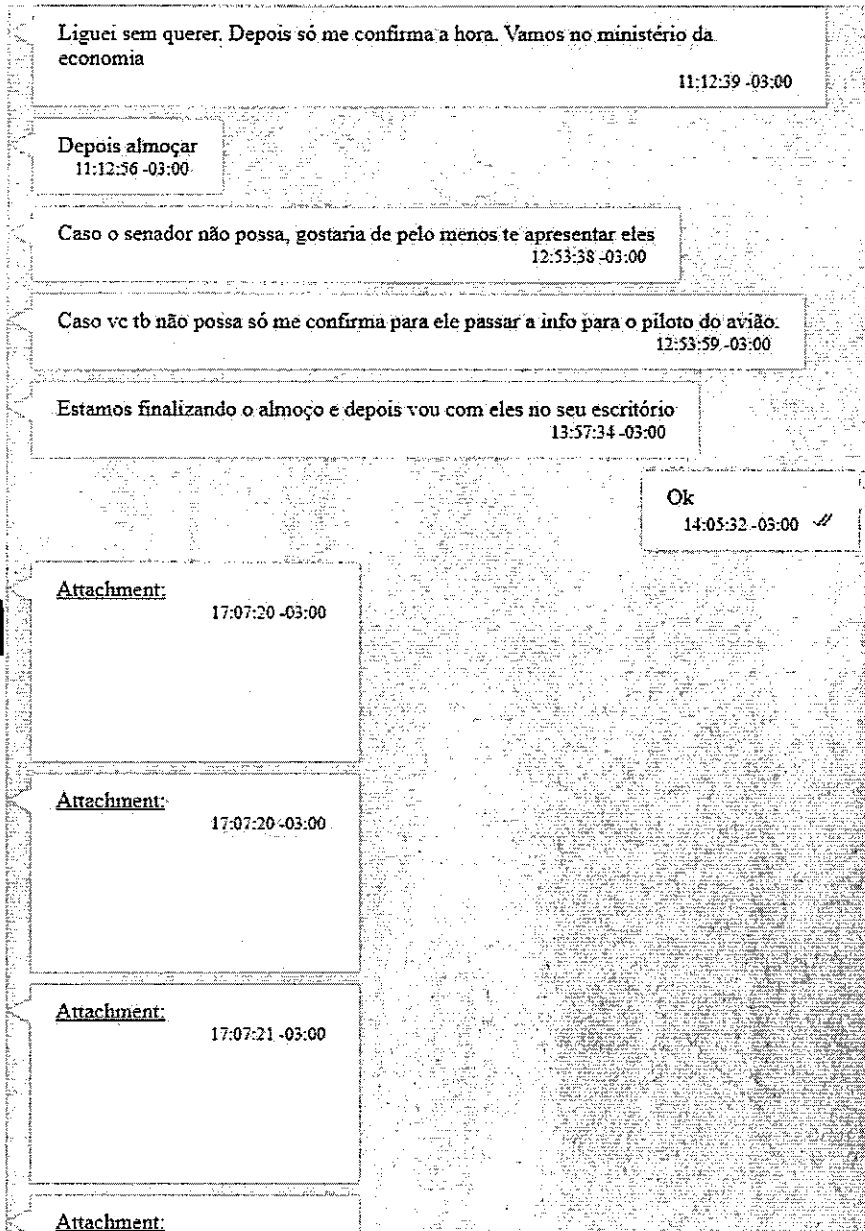 Liguei sem querer. Depois só me confirma a hora. Vamos no ministério da
economia
11:12:39 -03:00
Depois almoçar
11:12:56 -03:00
Caso o senador não possa, gostaria de pelo menos te apresentar eles
12:53:38 -03:00
Caso vc tb não possa só me confirma para ele passar a info para o piloto do avião.
12:53:59 -03:00
Estamos finalizando o almoço e depois vou com eles no seu escritório
13:57:34 -03:00
Ok
14:05:32 -03:00
Attachment:
17:07:20 -03:00
Attachment:
17:07:20 -03:00
Attachment:
17:07:21 -03:00
Attachment: